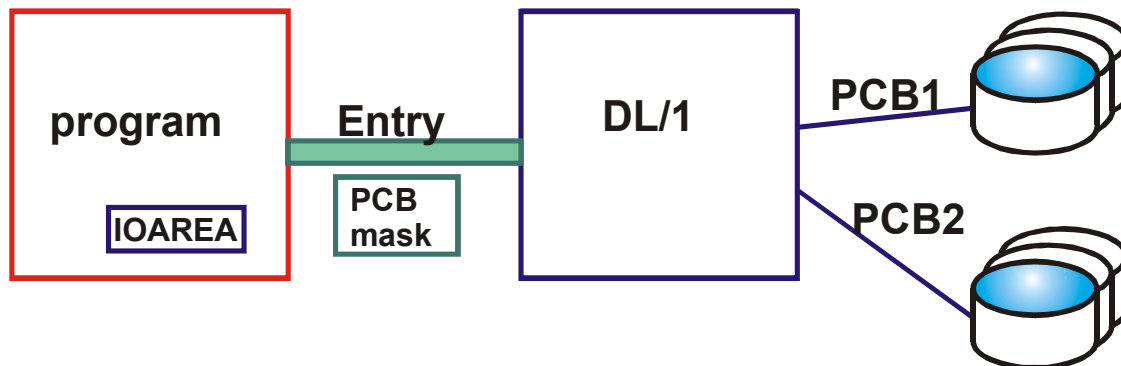 program
Entry
DL/1
PCB1
IOAREA
PCB
mask
PCB2